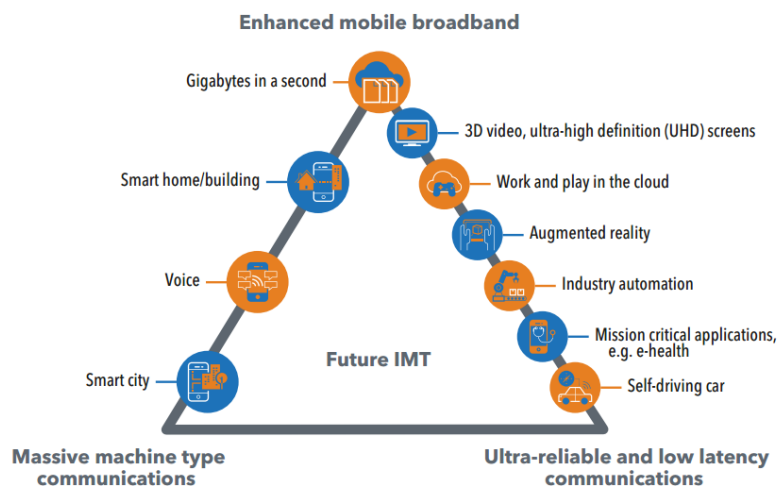 Enhanced mobile broadband
Gigabytes in a second
3D video, ultra-high definition (UHD) screens
Smart home/building
Work and play in the cloud
Augmented reality
Voice
Industry automation
Mission critical applications,
e.g. e-health
Future IMT
Smart city
Self-driving car
Massive machine type
communications
Ultra-reliable and low latency
communications